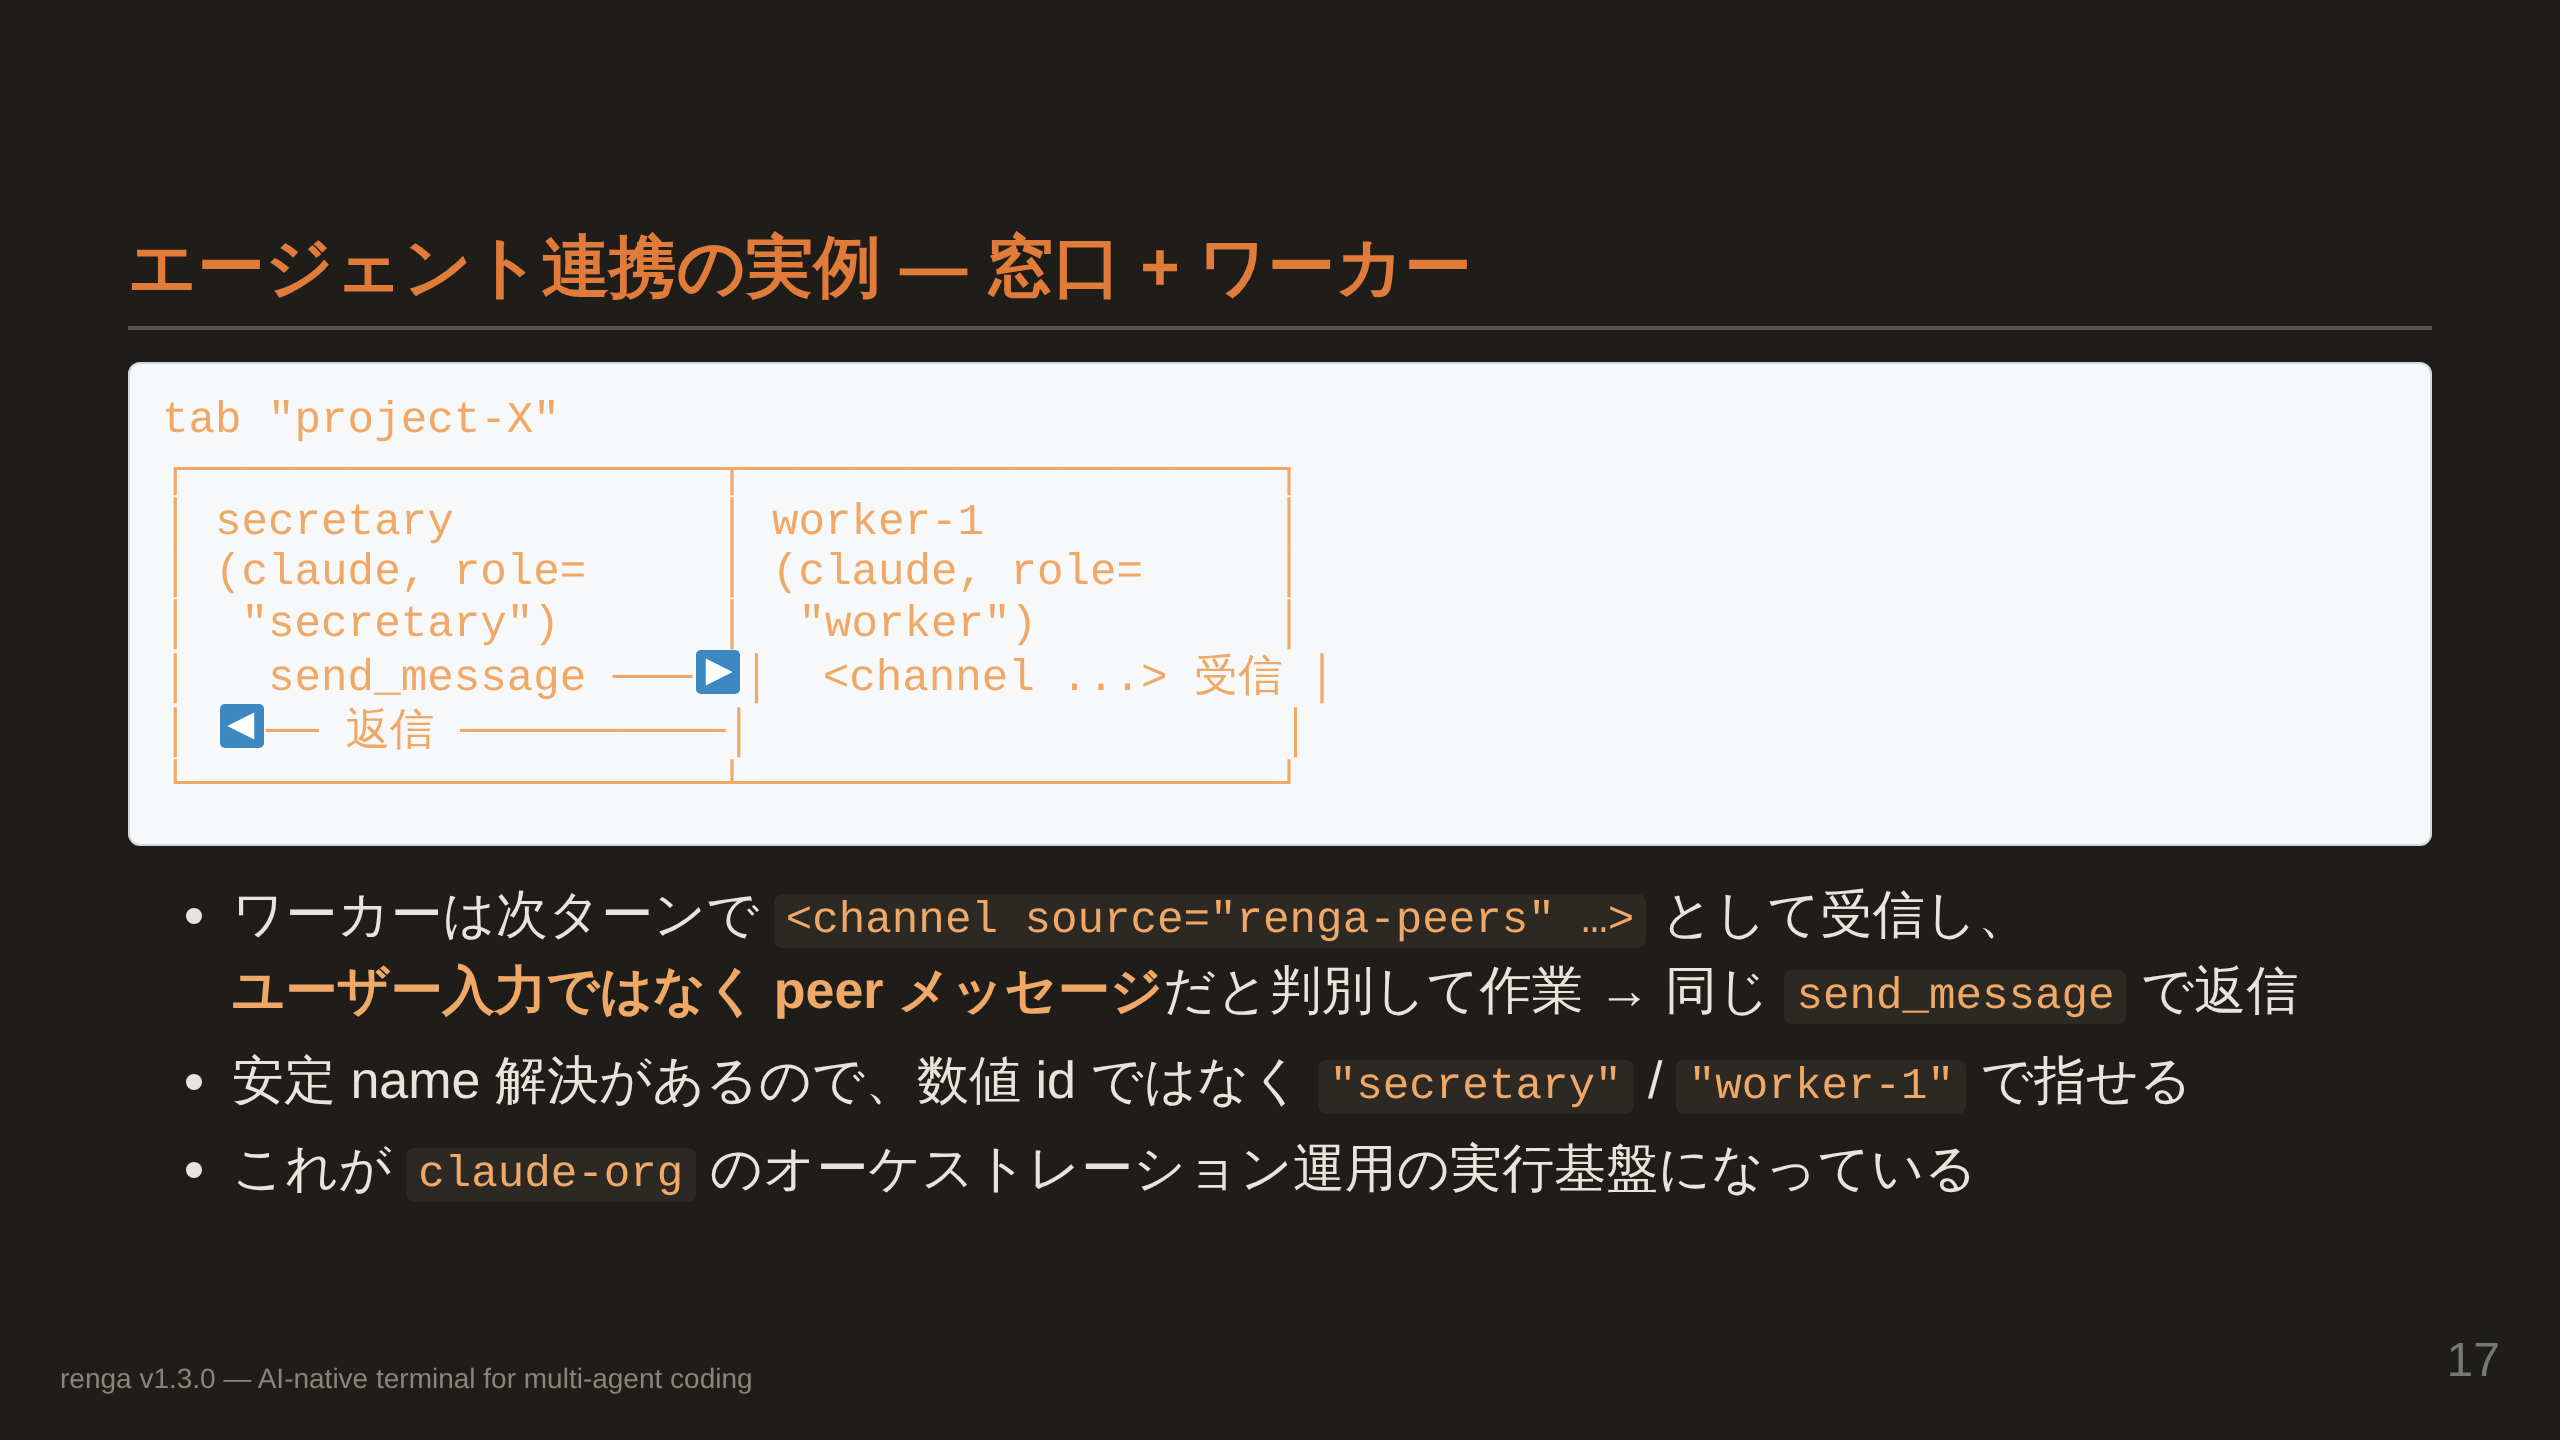 エージェント連携の実例 — 窓口 + ワーカー
tab "project-X"
┌────────────────────┬────────────────────┐
│ secretary          │ worker-1           │
│ (claude, role=     │ (claude, role=     │
│  "secretary")      │  "worker")         │
│   send_message ───▶│  <channel ...> 受信 │
│ ◀── 返信 ──────────│                    │
└────────────────────┴────────────────────┘
• ワーカーは次ターンで <channel source="renga-peers" …> として受信し、
ユーザー入力ではなく peer メッセージだと判別して作業 → 同じ send_message で返信
• 安定 name 解決があるので、数値 id ではなく "secretary" / "worker-1" で指せる
• これが claude-org のオーケストレーション運用の実行基盤になっている
renga v1.3.0 — AI-native terminal for multi-agent coding
17